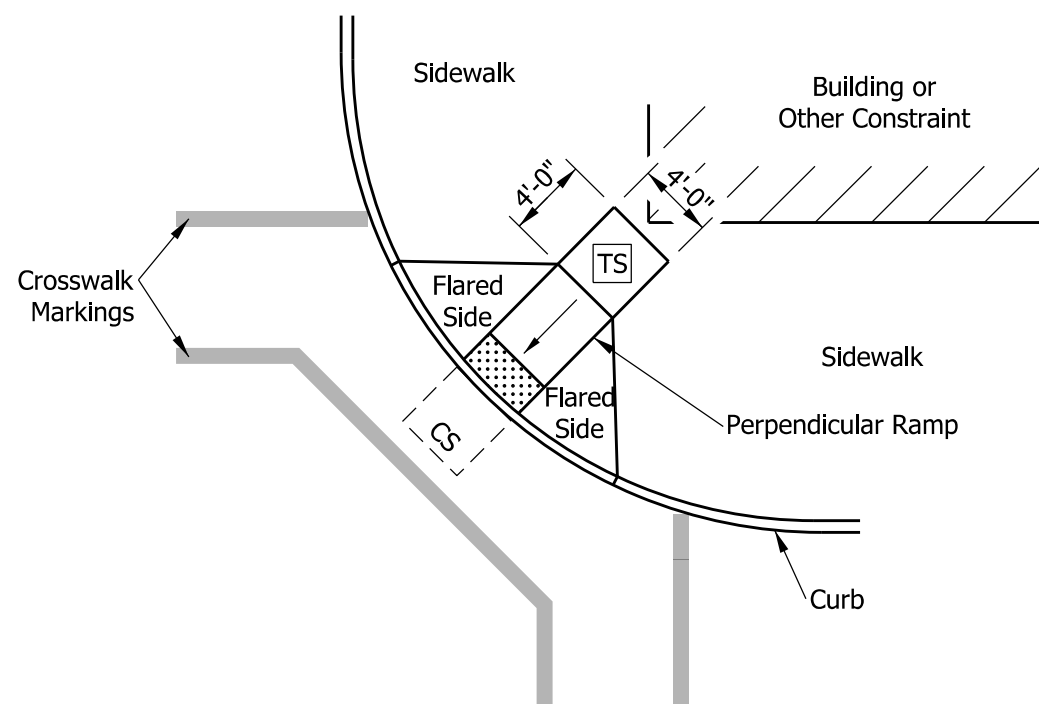 Sidewalk
Building or
Other Constraint
4'-0"
4'-0"
TS
Crosswalk
Markings
Flared
Side
Sidewalk
Flared
Side
Perpendicular Ramp
CS
Curb